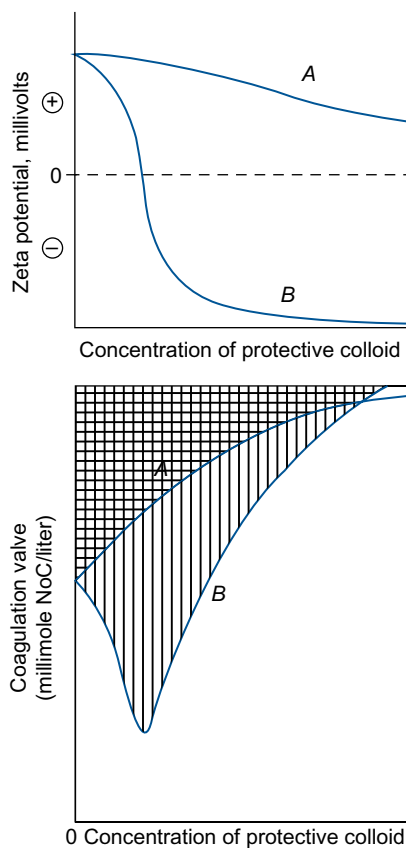 Zeta potential, millivolts
+
0
−
A
B
Concentration of protective colloid
Coagulation valve
(millimole NoC/liter)
A
B
0 Concentration of protective colloid